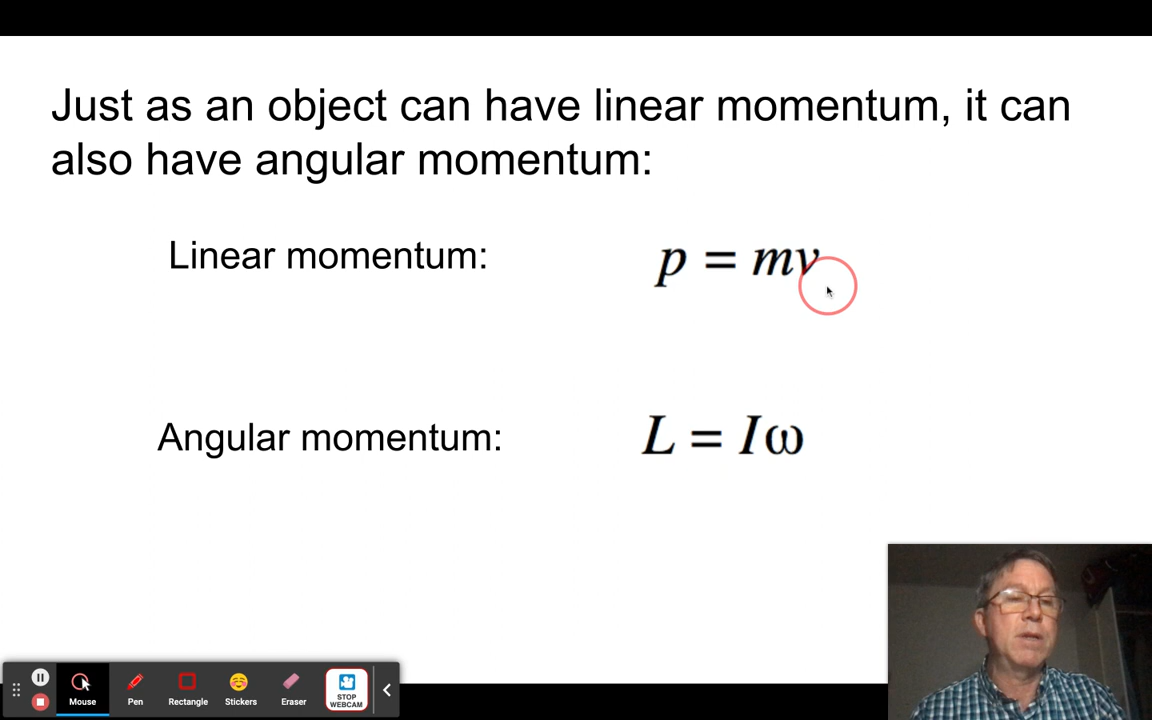 Just as an object can have linear momentum, it can
also have angular momentum:
Linear momentum: p = mv
Angular momentum: L = Iω
Mouse Pen Rectangle Stickers Eraser STOP
WEBCAM